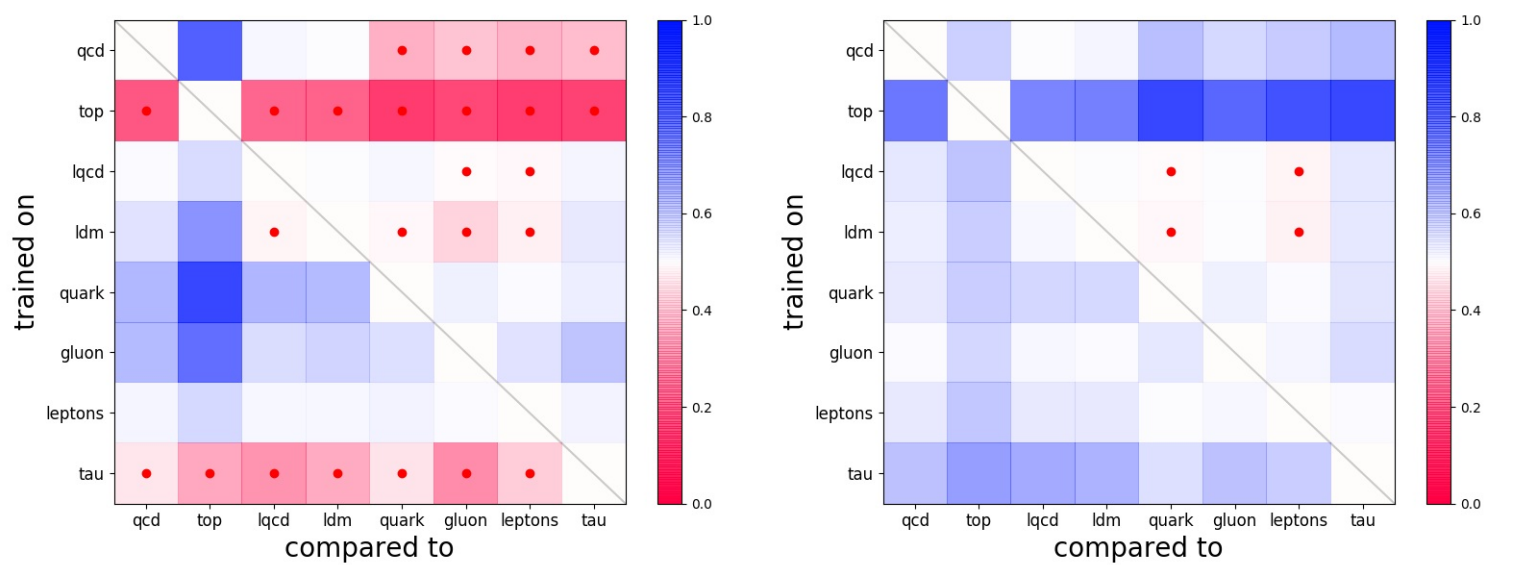 qcd
top
lqcd
ldm
quark
gluon
leptons
tau
trained on
qcd top lqcd ldm quark gluon leptons tau
compared to
1.0
0.8
0.6
0.4
0.2
0.0
qcd
top
lqcd
ldm
quark
gluon
leptons
tau
trained on
qcd top lqcd ldm quark gluon leptons tau
compared to
1.0
0.8
0.6
0.4
0.2
0.0